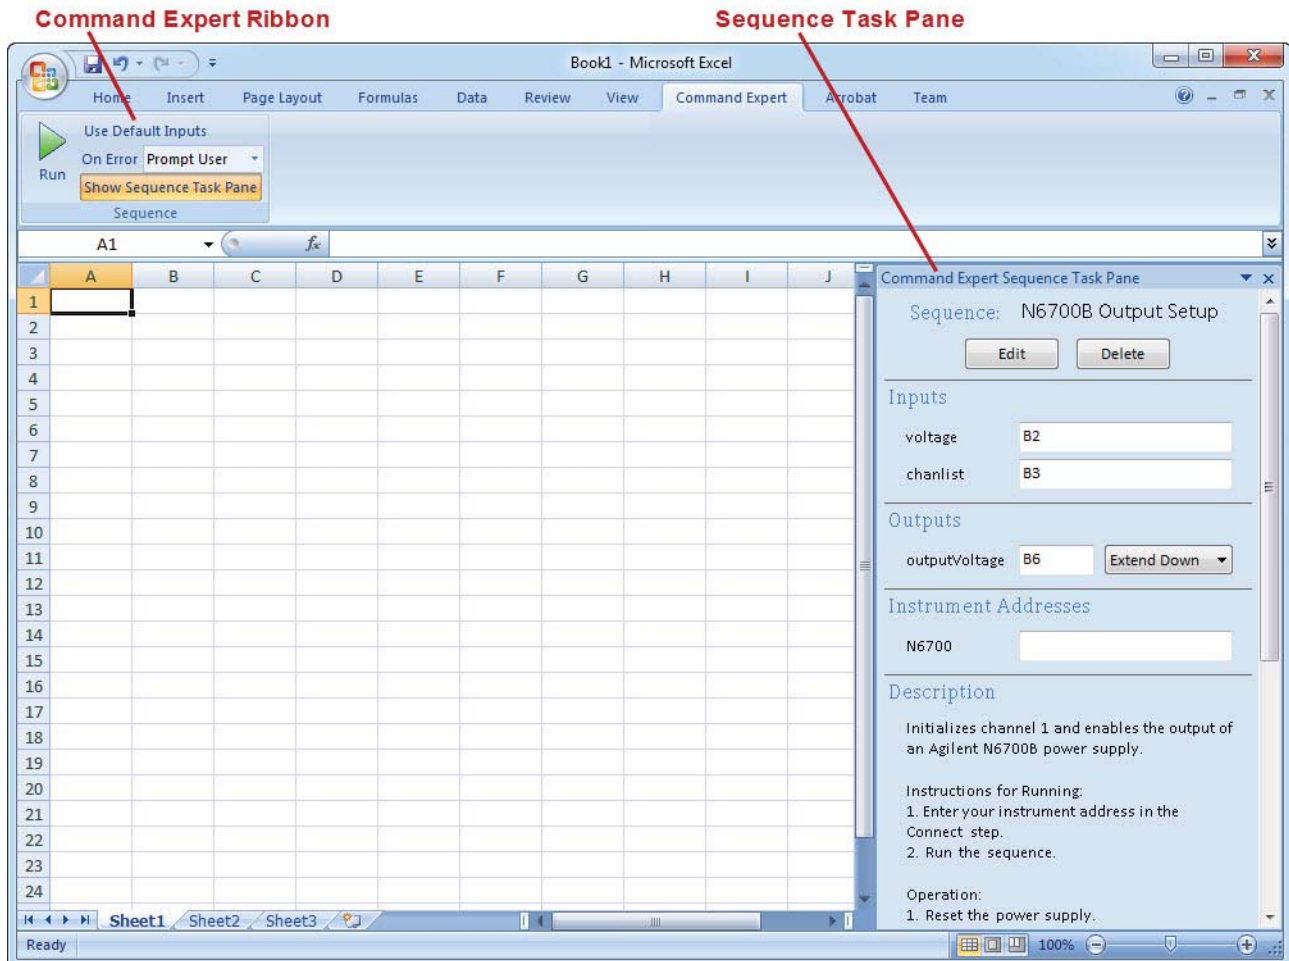 Command Expert Ribbon
Sequence Task Pane
Book1 - Microsoft Excel
Home Insert Page Layout Formulas Data Review View Command Expert Acrobat Team
Run
Use Default Inputs
On Error Prompt User
Show Sequence Task Pane
Sequence
A1 fx
A B C D E F G H I J
1
2
3
4
5
6
7
8
9
10
11
12
13
14
15
16
17
18
19
20
21
22
23
24
Command Expert Sequence Task Pane
Sequence: N6700B Output Setup
Edit Delete
Inputs
voltage B2
chanlist B3
Outputs
outputVoltage B6 Extend Down
Instrument Addresses
N6700
Description
Initializes channel 1 and enables the output of
an Agilent N6700B power supply.
Instructions for Running:
1. Enter your instrument address in the
Connect step.
2. Run the sequence.
Operation:
1. Reset the power supply.
Sheet1 Sheet2 Sheet3
Ready 100%